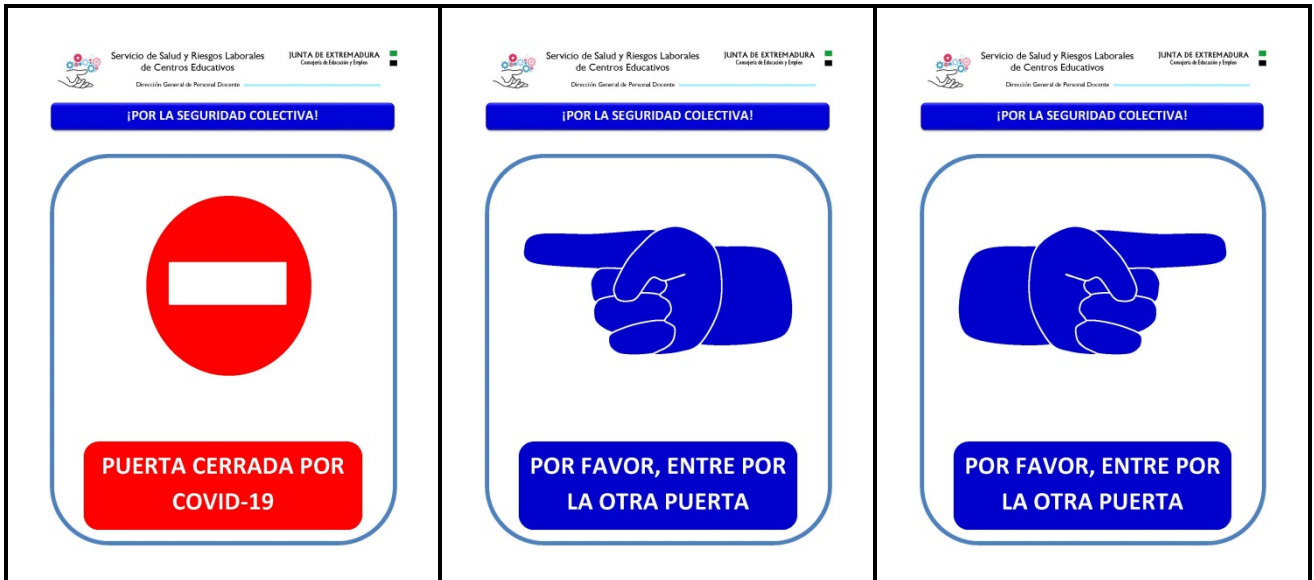 Servicio de Salud y Riesgos Laborales
de Centros Educativos
Dirección General de Personal Docente
JUNTA DE EXTREMADURA
Consejería de Educación y Empleo
¡POR LA SEGURIDAD COLECTIVA!
PUERTA CERRADA POR
COVID-19
Servicio de Salud y Riesgos Laborales
de Centros Educativos
Dirección General de Personal Docente
JUNTA DE EXTREMADURA
Consejería de Educación y Empleo
¡POR LA SEGURIDAD COLECTIVA!
POR FAVOR, ENTRE POR
LA OTRA PUERTA
Servicio de Salud y Riesgos Laborales
de Centros Educativos
Dirección General de Personal Docente
JUNTA DE EXTREMADURA
Consejería de Educación y Empleo
¡POR LA SEGURIDAD COLECTIVA!
POR FAVOR, ENTRE POR
LA OTRA PUERTA